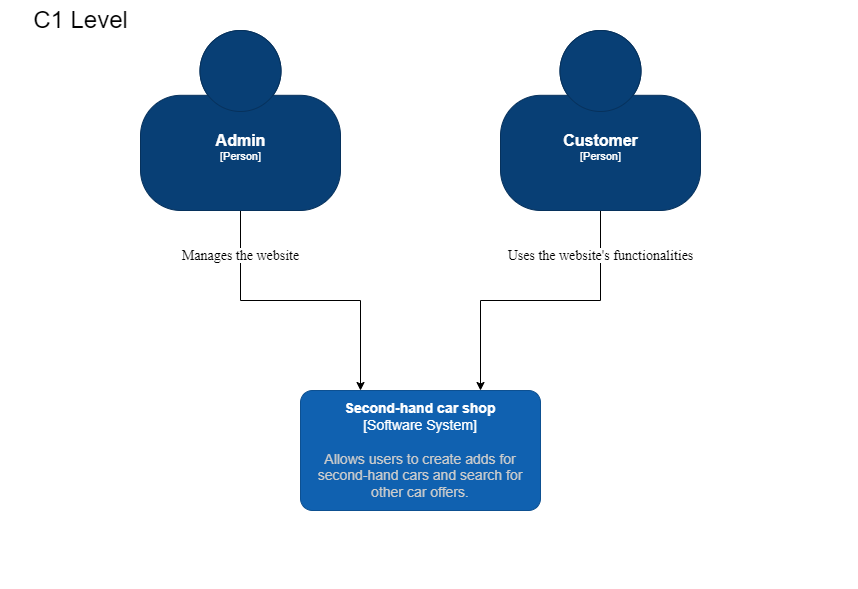 C1 Level
Admin
[Person]
Customer
[Person]
Manages the website
Uses the website's functionalities
Second-hand car shop
[Software System]
Allows users to create adds for
second-hand cars and search for
other car offers.